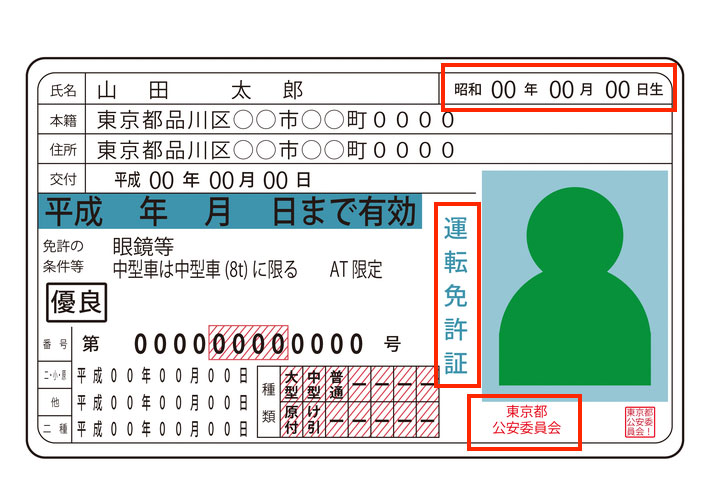 氏名 山 田 太 郎 昭和 00 年 00 月 00 日生
本籍 東京都品川区○○市○○町0000
住所 東京都品川区○○市○○町0000
交付 平成 00 年 00 月 00 日
平成 年 月 日まで有効
免許の
条件等
眼鏡等
中型車は中型車 (8t) に限る AT 限定
優良
運転免許証
番 号 第 000000000000 号
二・小・原 平成00年00月00日
他 平成00年00月00日
二 種 平成00年00月00日
種類
大型 中型 普通 ー ー ー ー
原付 け引 ー ー ー ー ー
東京都
公安委員会
東京都
公安委
員会!